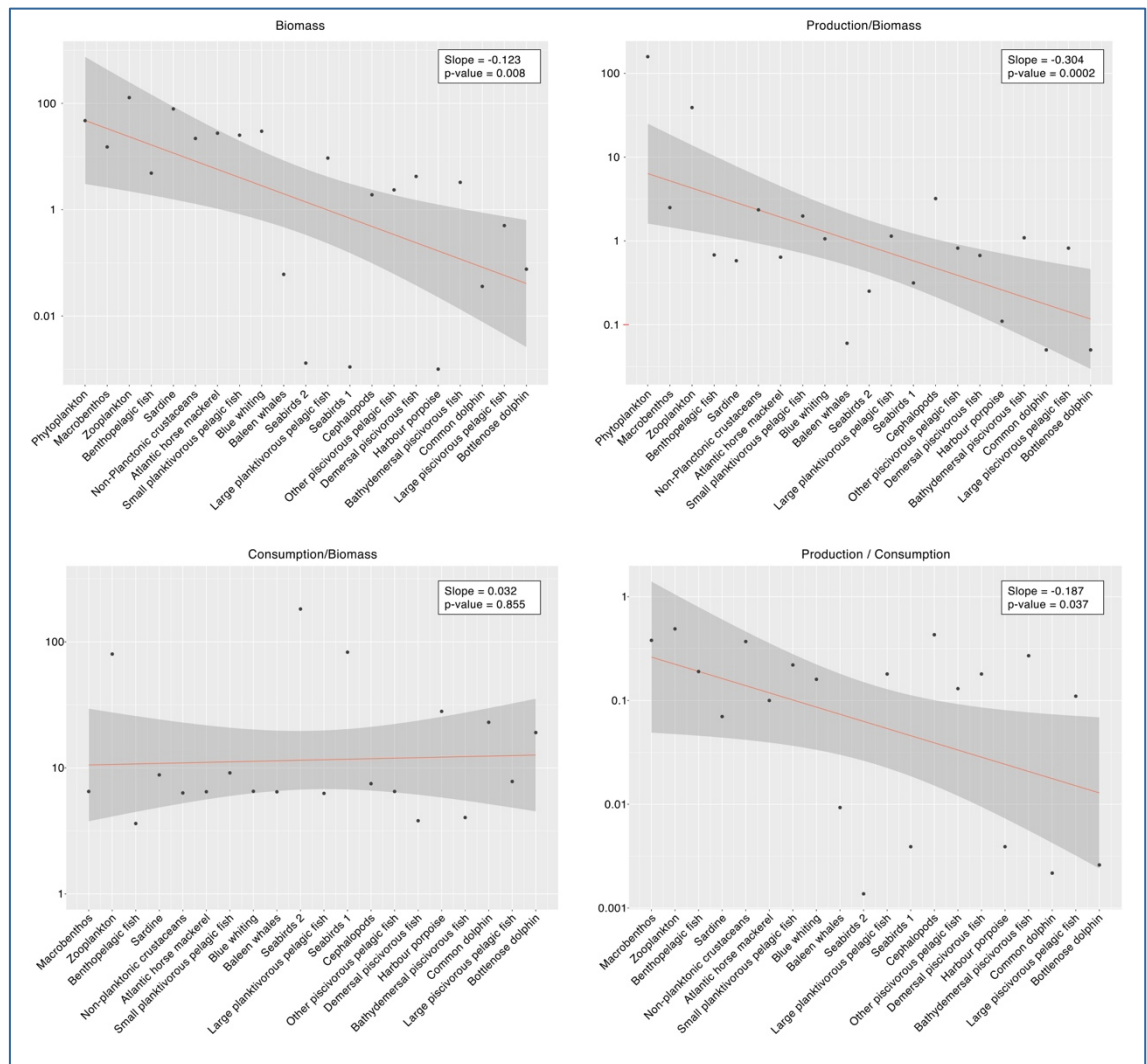 Biomass
Slope = -0.123
p-value = 0.008
100
1
0.01
Phytoplankton
Macrobenthos
Zooplankton
Benthopelagic fish
Sardine
Non-Planctonic crustaceans
Atlantic horse mackerel
Small planktivorous pelagic fish
Blue whiting
Baleen whales
Seabirds 2
Large planktivorous pelagic fish
Seabirds 1
Cephalopods
Other piscivorous pelagic fish
Demersal piscivorous fish
Harbour porpoise
Bathydemersal piscivorous fish
Common dolphin
Large piscivorous pelagic fish
Bottlenose dolphin
Production/Biomass
Slope = -0.304
p-value = 0.0002
100
10
1
0.1
Phytoplankton
Macrobenthos
Zooplankton
Benthopelagic fish
Sardine
Non-Planctonic crustaceans
Atlantic horse mackerel
Small planktivorous pelagic fish
Blue whiting
Baleen whales
Seabirds 2
Large planktivorous pelagic fish
Seabirds 1
Cephalopods
Other piscivorous pelagic fish
Demersal piscivorous fish
Harbour porpoise
Bathydemersal piscivorous fish
Common dolphin
Large piscivorous pelagic fish
Bottlenose dolphin
Consumption/Biomass
Slope = 0.032
p-value = 0.855
100
10
1
Macrobenthos
Zooplankton
Benthopelagic fish
Sardine
Non-planktonic crustaceans
Atlantic horse mackerel
Small planktivorous pelagic fish
Blue whiting
Baleen whales
Seabirds 2
Large planktivorous pelagic fish
Seabirds 1
Cephalopods
Other piscivorous pelagic fish
Demersal piscivorous fish
Harbour porpoise
Bathydemersal piscivorous fish
Common dolphin
Large piscivorous pelagic fish
Bottlenose dolphin
Production / Consumption
Slope = -0.187
p-value = 0.037
1
0.1
0.01
0.001
Macrobenthos
Zooplankton
Benthopelagic fish
Sardine
Non-planktonic crustaceans
Atlantic horse mackerel
Small planktivorous pelagic fish
Blue whiting
Baleen whales
Seabirds 2
Large planktivorous pelagic fish
Seabirds 1
Cephalopods
Other piscivorous pelagic fish
Demersal piscivorous fish
Harbour porpoise
Bathydemersal piscivorous fish
Common dolphin
Large piscivorous pelagic fish
Bottlenose dolphin